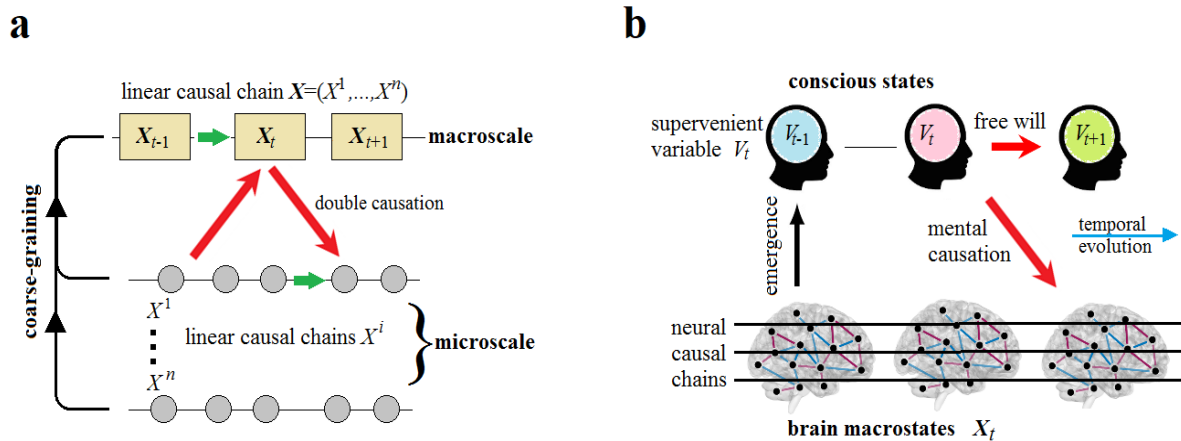 a
linear causal chain X=(X¹,...,Xⁿ)
Xt-1
Xt
Xt+1
macroscale
double causation
coarse-graining
X¹
linear causal chains Xⁱ
microscale
Xⁿ
b
conscious states
supervenient
variable Vt
Vt-1
Vt
free will
Vt+1
mental
causation
temporal
evolution
emergence
neural
causal
chains
brain macrostates Xt